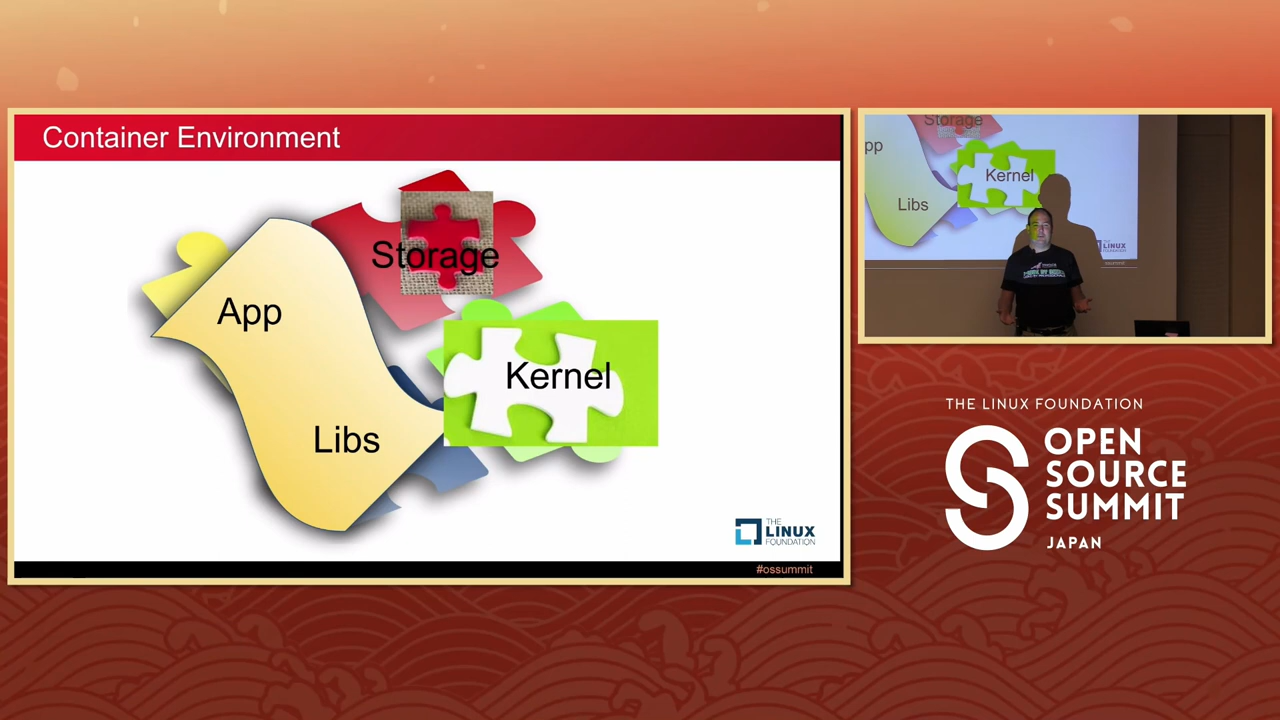 Container Environment
Storage
App
Kernel
Libs
THE
LINUX
FOUNDATION
#ossummit
Storage
pp
Kernel
Libs
LINUX
FOUNDATION
THE LINUX FOUNDATION
OPEN
SOURCE
SUMMIT
JAPAN